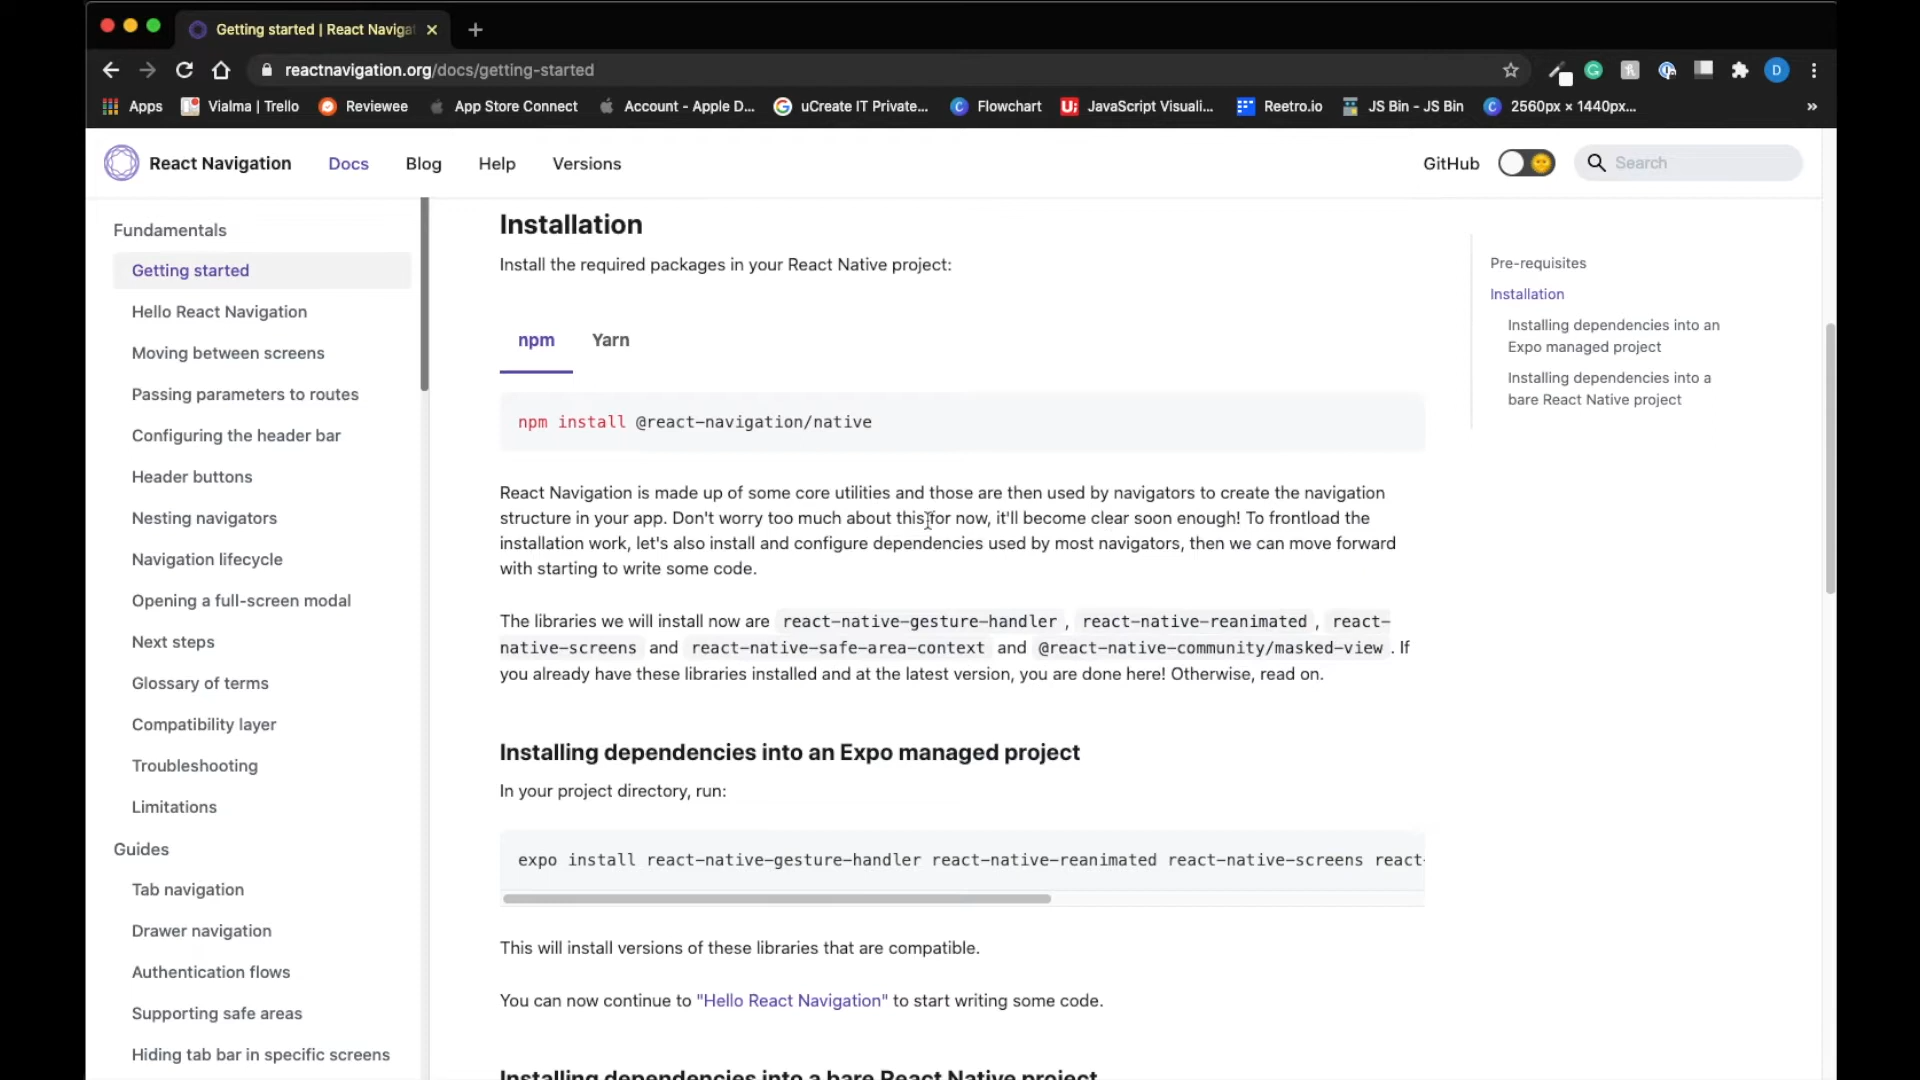 Getting started | React Naviga
reactnavigation.org/docs/getting-started
D
Apps
Vialma | Trello
Reviewee
App Store Connect
Account - Apple D...
uCreate IT Private...
Flowchart
JavaScript Visuali...
Reetro.io
JS Bin - JS Bin
2560px × 1440px...
»
React Navigation
Docs
Blog
Help
Versions
GitHub
Search
Fundamentals
Getting started
Hello React Navigation
Moving between screens
Passing parameters to routes
Configuring the header bar
Header buttons
Nesting navigators
Navigation lifecycle
Opening a full-screen modal
Next steps
Glossary of terms
Compatibility layer
Troubleshooting
Limitations
Guides
Tab navigation
Drawer navigation
Authentication flows
Supporting safe areas
Hiding tab bar in specific screens
Installation
Install the required packages in your React Native project:
npm
Yarn
npm install @react-navigation/native
React Navigation is made up of some core utilities and those are then used by navigators to create the navigation
structure in your app. Don't worry too much about this for now, it'll become clear soon enough! To frontload the
installation work, let's also install and configure dependencies used by most navigators, then we can move forward
with starting to write some code.
The libraries we will install now are react-native-gesture-handler , react-native-reanimated , react-
native-screens and react-native-safe-area-context and @react-native-community/masked-view . If
you already have these libraries installed and at the latest version, you are done here! Otherwise, read on.
Installing dependencies into an Expo managed project
In your project directory, run:
expo install react-native-gesture-handler react-native-reanimated react-native-screens react-
This will install versions of these libraries that are compatible.
You can now continue to "Hello React Navigation" to start writing some code.
Installing dependencies into a bare React Native project
Pre-requisites
Installation
Installing dependencies into an
Expo managed project
Installing dependencies into a
bare React Native project